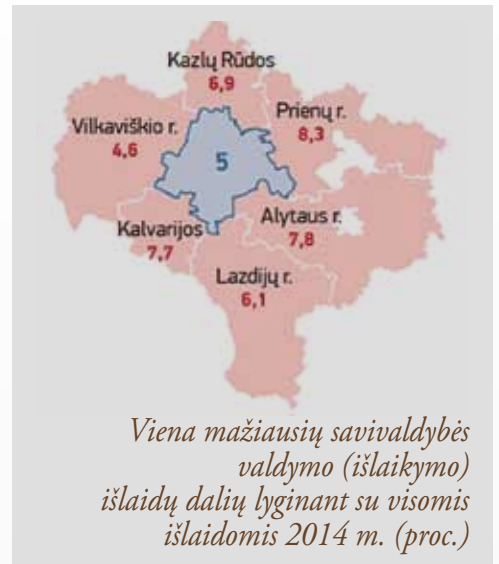 Kazlų Rūdos
6,9
Prienų r.
8,3
Vilkaviškio r.
4,6
5
Kalvarijos
7,7
Alytaus r.
7,8
Lazdijų r.
6,1
Viena mažiausių savivaldybės
valdymo (išlaikymo)
išlaidų dalių lyginant su visomis
išlaidomis 2014 m. (proc.)